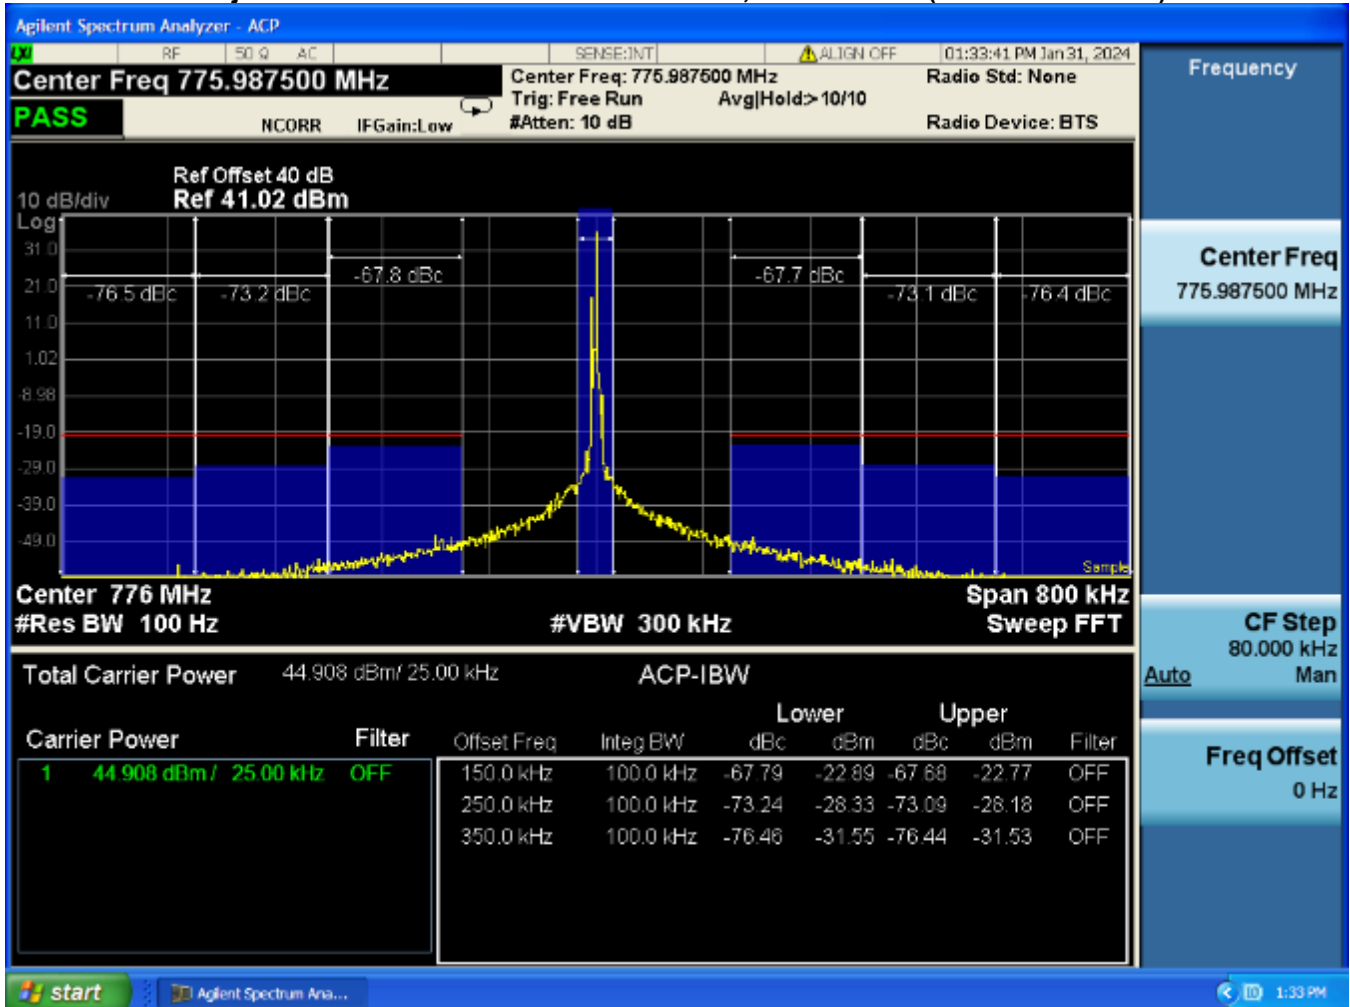 Agilent Spectrum Analyzer - ACP
LXI RF 50 Ω AC SENSE:INT ALIGN OFF 01:33:41 PM Jan 31, 2024
Center Freq 775.987500 MHz
Center Freq: 775.987500 MHz
Radio Std: None
Trig: Free Run Avg|Hold:>10/10
PASS
NCORR IFGain:Low
#Atten: 10 dB
Radio Device: BTS
Ref Offset 40 dB
10 dB/div Ref 41.02 dBm
Log
31.0
21.0
11.0
1.02
-8.98
-19.0
-29.0
-39.0
-49.0
-76.5 dBc -73.2 dBc -67.8 dBc -67.7 dBc -73.1 dBc -76.4 dBc
Sample
Center 776 MHz Span 800 kHz
#Res BW 100 Hz #VBW 300 kHz Sweep FFT
Total Carrier Power 44.908 dBm/ 25.00 kHz ACP-IBW
Lower Upper
Carrier Power Filter Offset Freq Integ BW dBc dBm dBc dBm Filter
1 44.908 dBm / 25.00 kHz OFF 150.0 kHz 100.0 kHz -67.79 -22.89 -67.68 -22.77 OFF
250.0 kHz 100.0 kHz -73.24 -28.33 -73.09 -28.18 OFF
350.0 kHz 100.0 kHz -76.46 -31.55 -76.44 -31.53 OFF
Frequency
Center Freq
775.987500 MHz
CF Step
80.000 kHz
Auto Man
Freq Offset
0 Hz
start Agilent Spectrum Ana... 1:33 PM